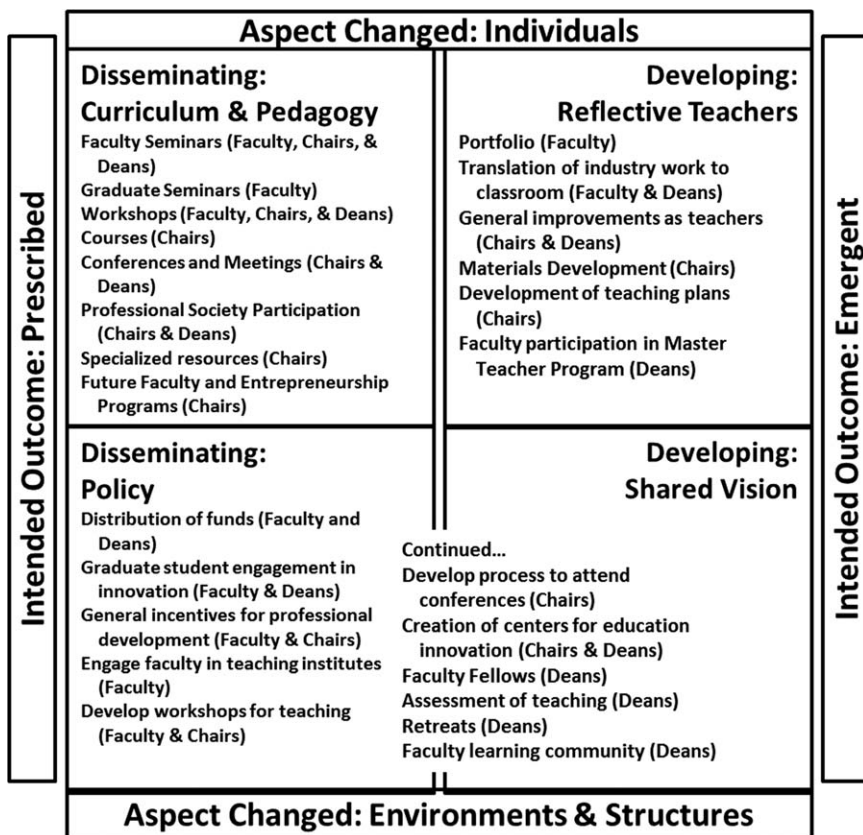 Aspect Changed: Individuals
Intended Outcome: Prescribed
Disseminating:
Curriculum & Pedagogy
Faculty Seminars (Faculty, Chairs, &
Deans)
Graduate Seminars (Faculty)
Workshops (Faculty, Chairs, & Deans)
Courses (Chairs)
Conferences and Meetings (Chairs &
Deans)
Professional Society Participation
(Chairs & Deans)
Specialized resources (Chairs)
Future Faculty and Entrepreneurship
Programs (Chairs)
Developing:
Reflective Teachers
Portfolio (Faculty)
Translation of industry work to
classroom (Faculty & Deans)
General improvements as teachers
(Chairs & Deans)
Materials Development (Chairs)
Development of teaching plans
(Chairs)
Faculty participation in Master
Teacher Program (Deans)
Disseminating:
Policy
Distribution of funds (Faculty and
Deans)
Graduate student engagement in
innovation (Faculty & Deans)
General incentives for professional
development (Faculty & Chairs)
Engage faculty in teaching institutes
(Faculty)
Develop workshops for teaching
(Faculty & Chairs)
Continued...
Develop process to attend
conferences (Chairs)
Creation of centers for education
innovation (Chairs & Deans)
Faculty Fellows (Deans)
Assessment of teaching (Deans)
Retreats (Deans)
Faculty learning community (Deans)
Developing:
Shared Vision
Intended Outcome: Emergent
Aspect Changed: Environments & Structures